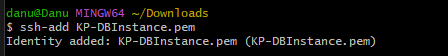 danu@Danu MINGW64 ~/Downloads
$ ssh-add KP-DBInstance.pem
Identity added: KP-DBInstance.pem (KP-DBInstance.pem)